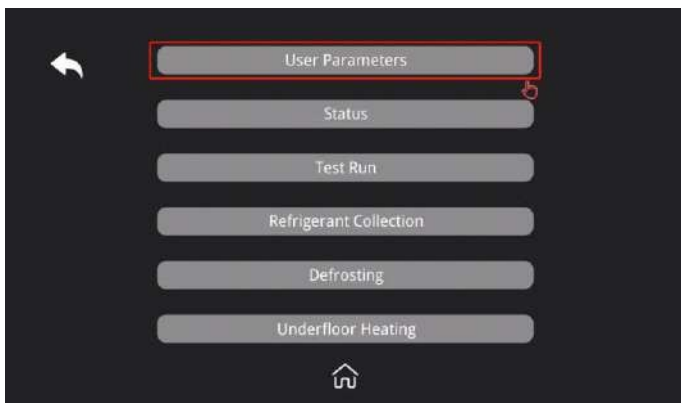 User Parameters
Status
Test Run
Refrigerant Collection
Defrosting
Underfloor Heating